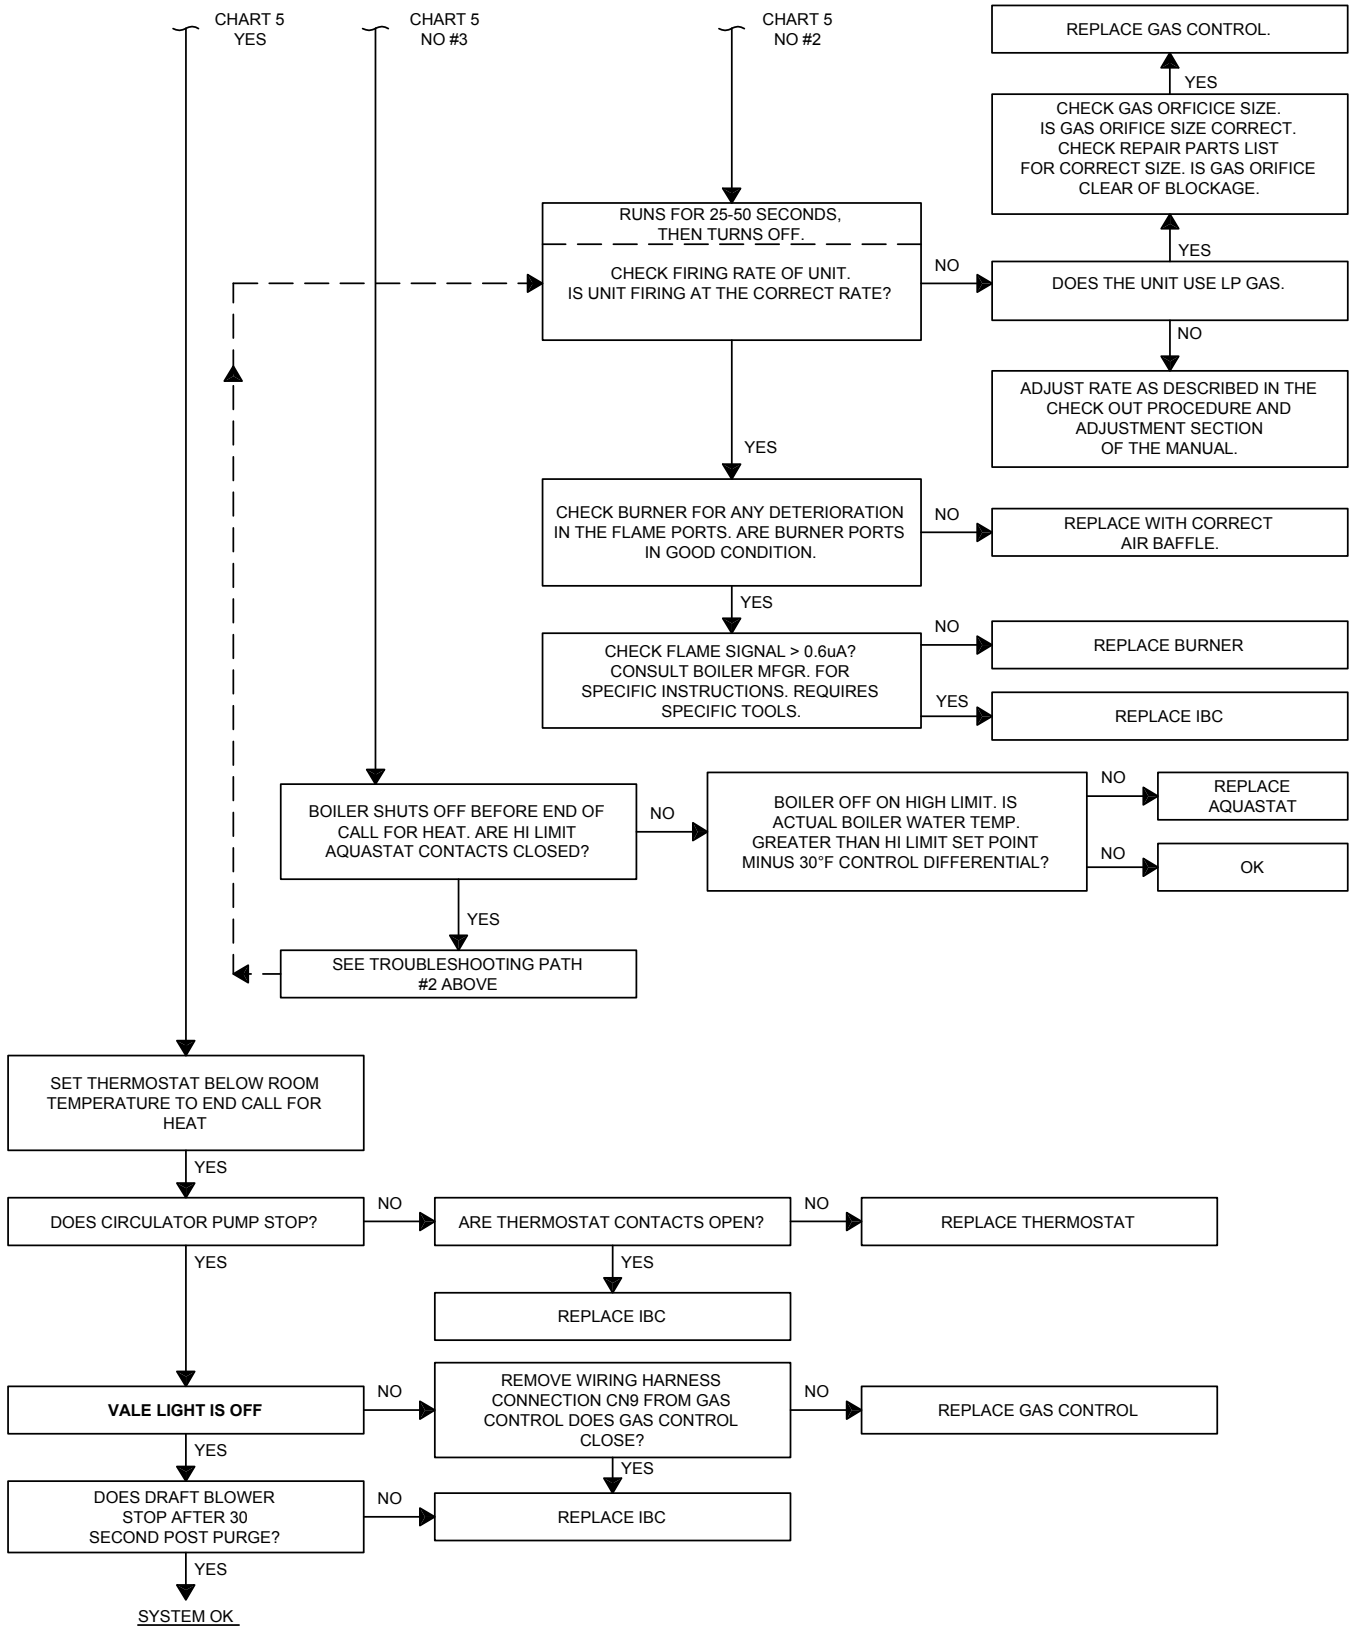 CHART 5
YES
CHART 5
NO #3
CHART 5
NO #2
REPLACE GAS CONTROL.
YES
CHECK GAS ORFICICE SIZE.
IS GAS ORIFICE SIZE CORRECT.
CHECK REPAIR PARTS LIST
FOR CORRECT SIZE. IS GAS ORIFICE
CLEAR OF BLOCKAGE.
YES
RUNS FOR 25-50 SECONDS,
THEN TURNS OFF.
CHECK FIRING RATE OF UNIT.
IS UNIT FIRING AT THE CORRECT RATE?
NO
DOES THE UNIT USE LP GAS.
NO
ADJUST RATE AS DESCRIBED IN THE
CHECK OUT PROCEDURE AND
ADJUSTMENT SECTION
OF THE MANUAL.
YES
CHECK BURNER FOR ANY DETERIORATION
IN THE FLAME PORTS. ARE BURNER PORTS
IN GOOD CONDITION.
NO
REPLACE WITH CORRECT
AIR BAFFLE.
YES
CHECK FLAME SIGNAL > 0.6uA?
CONSULT BOILER MFGR. FOR
SPECIFIC INSTRUCTIONS. REQUIRES
SPECIFIC TOOLS.
NO
REPLACE BURNER
YES
REPLACE IBC
BOILER SHUTS OFF BEFORE END OF
CALL FOR HEAT. ARE HI LIMIT
AQUASTAT CONTACTS CLOSED?
NO
BOILER OFF ON HIGH LIMIT. IS
ACTUAL BOILER WATER TEMP.
GREATER THAN HI LIMIT SET POINT
MINUS 30°F CONTROL DIFFERENTIAL?
NO
REPLACE
AQUASTAT
NO
OK
YES
SEE TROUBLESHOOTING PATH
#2 ABOVE
SET THERMOSTAT BELOW ROOM
TEMPERATURE TO END CALL FOR
HEAT
YES
DOES CIRCULATOR PUMP STOP?
NO
ARE THERMOSTAT CONTACTS OPEN?
NO
REPLACE THERMOSTAT
YES
YES
REPLACE IBC
VALE LIGHT IS OFF
NO
REMOVE WIRING HARNESS
CONNECTION CN9 FROM GAS
CONTROL DOES GAS CONTROL
CLOSE?
NO
REPLACE GAS CONTROL
YES
YES
DOES DRAFT BLOWER
STOP AFTER 30
SECOND POST PURGE?
NO
REPLACE IBC
YES
SYSTEM OK